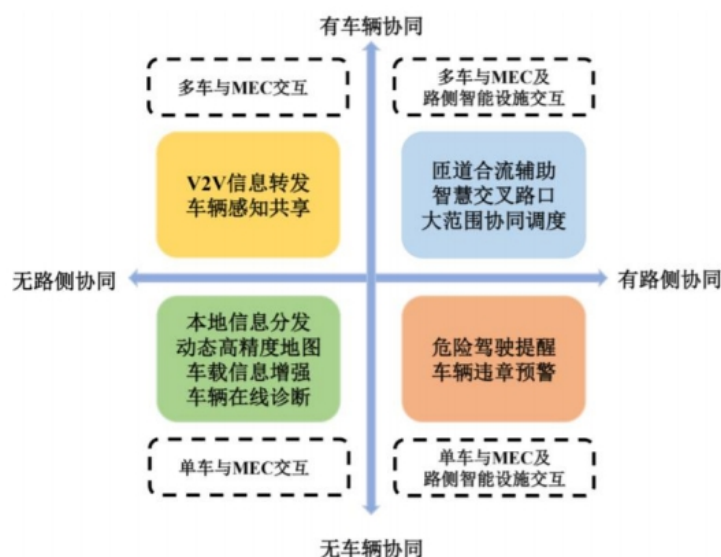 有车辆协同
多车与MEC交互
多车与MEC及
路侧智能设施交互
V2V信息转发
车辆感知共享
匝道合流辅助
智慧交叉路口
大范围协同调度
无路侧协同
有路侧协同
本地信息分发
动态高精度地图
车载信息增强
车辆在线诊断
危险驾驶提醒
车辆违章预警
单车与MEC交互
单车与MEC及
路侧智能设施交互
无车辆协同